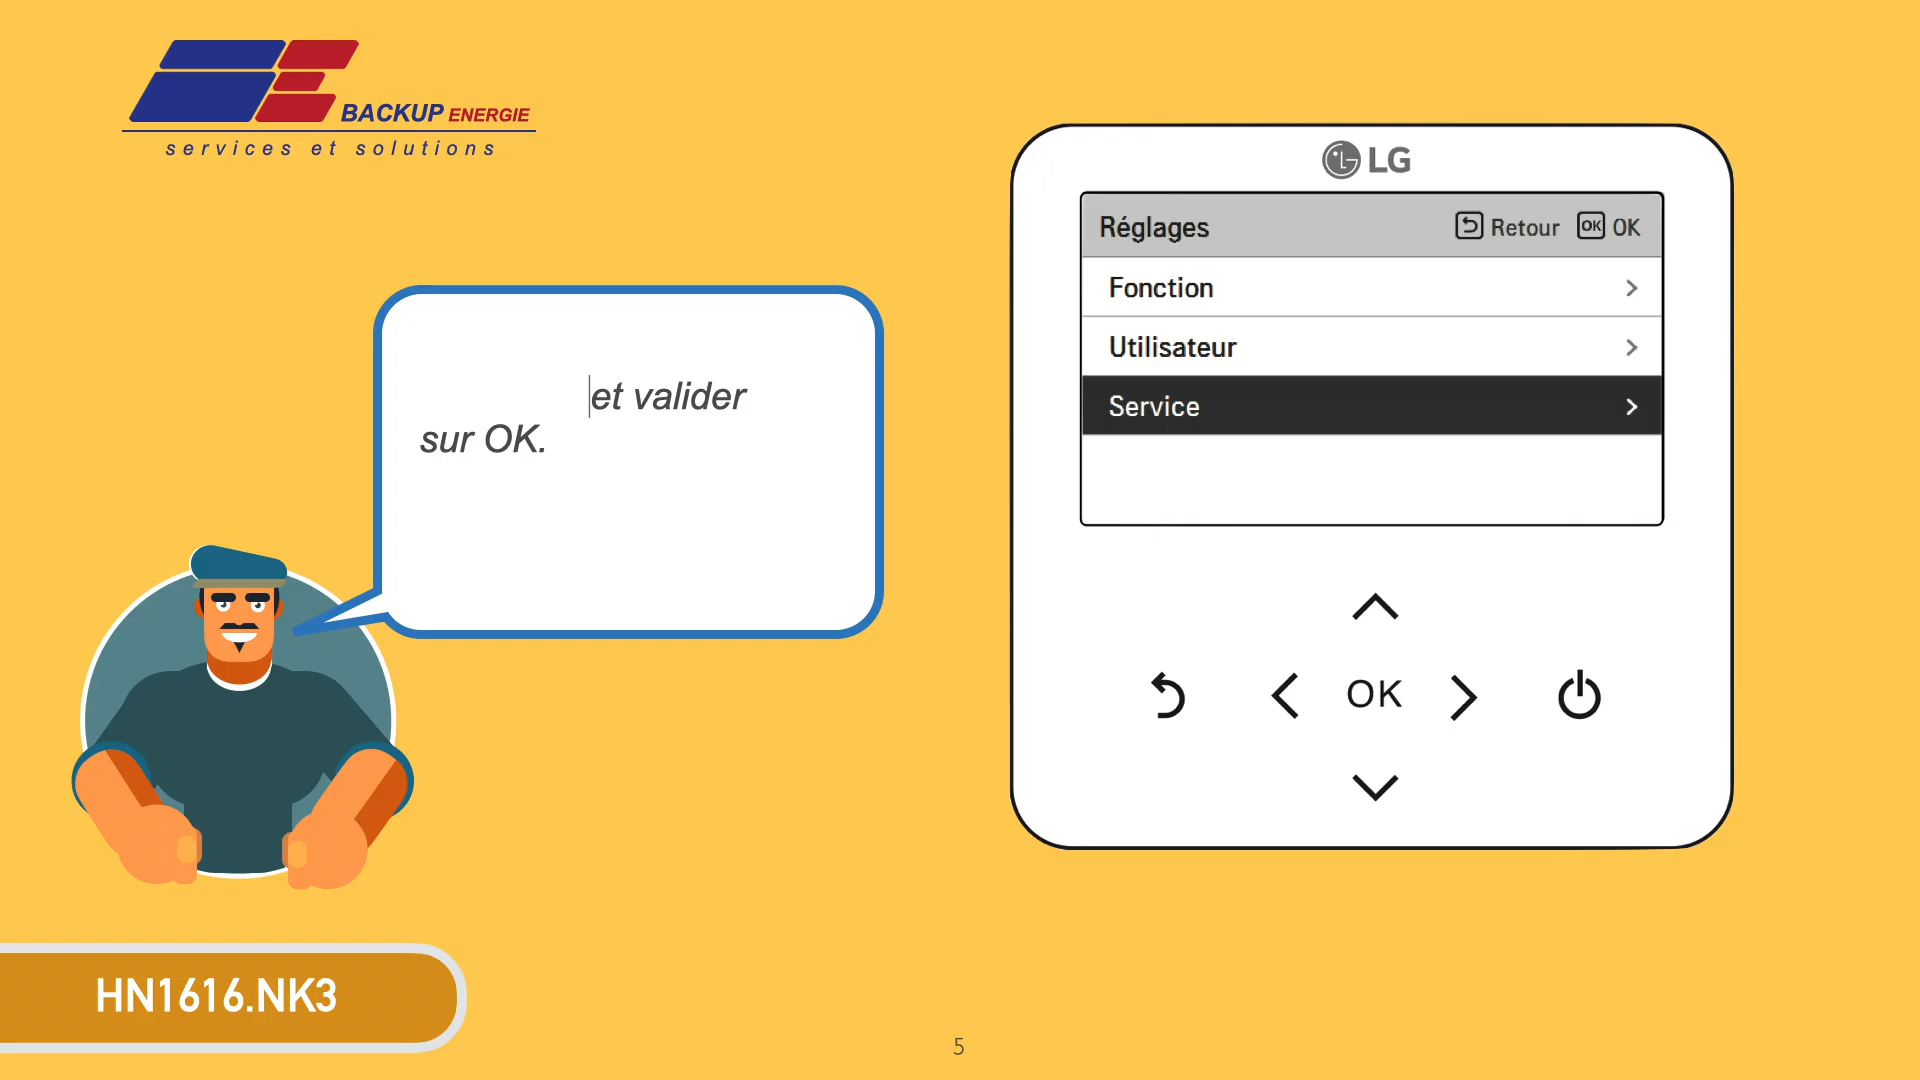 BACKUP ENERGIE
services et solutions
LG
Réglages Retour OK OK
Fonction
Utilisateur
Service
et valider
sur OK.
OK
HN1616.NK3
5